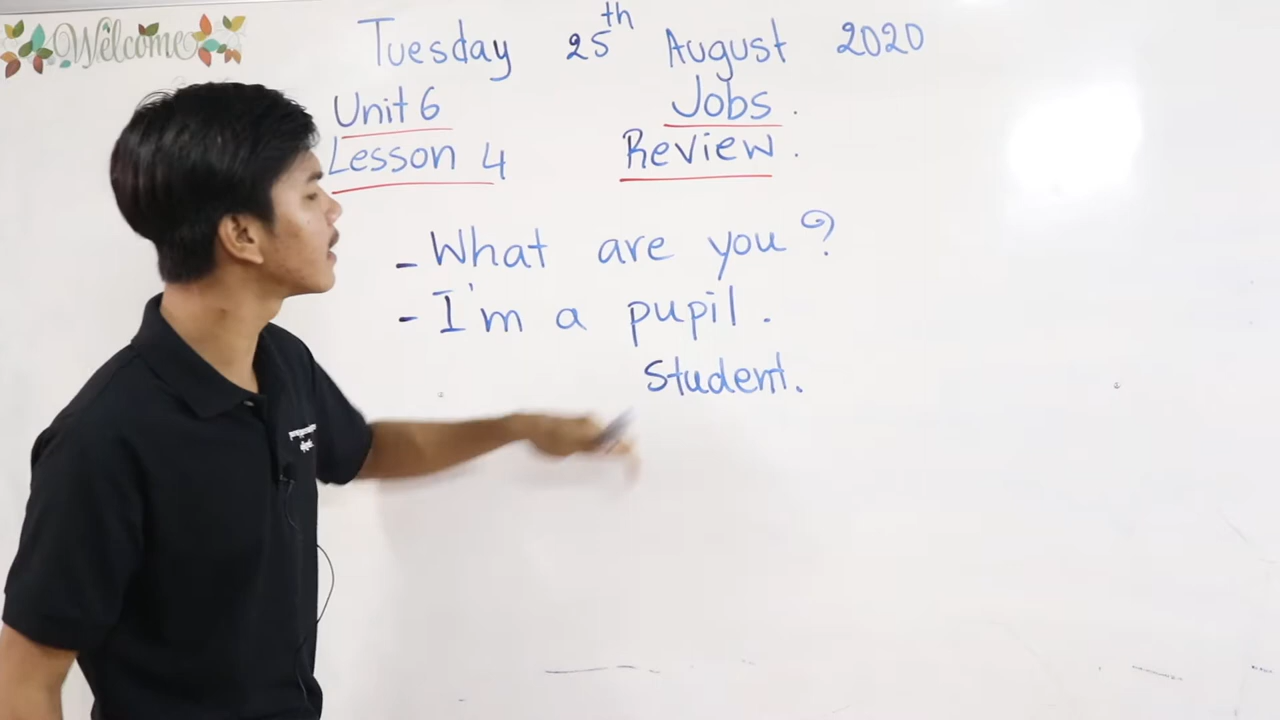 Welcome
Tuesday 25th August 2020
Unit 6 Jobs.
Lesson 4 Review.
- What are you?
- I'm a pupil.
student.